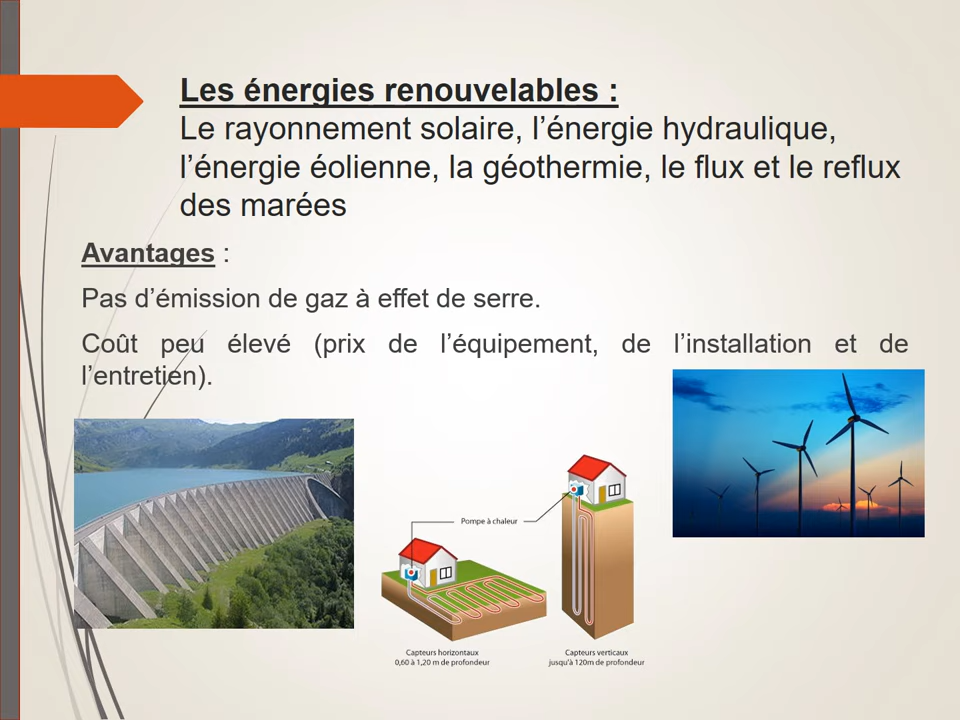 Les énergies renouvelables :
Le rayonnement solaire, l’énergie hydraulique,
l’énergie éolienne, la géothermie, le flux et le reflux
des marées
Avantages :
Pas d’émission de gaz à effet de serre.
Coût peu élevé (prix de l’équipement, de l’installation et de
l’entretien).
Pompe à chaleur
Capteurs horizontaux
0,60 à 1,20 m de profondeur
Capteurs verticaux
jusqu'à 120m de profondeur